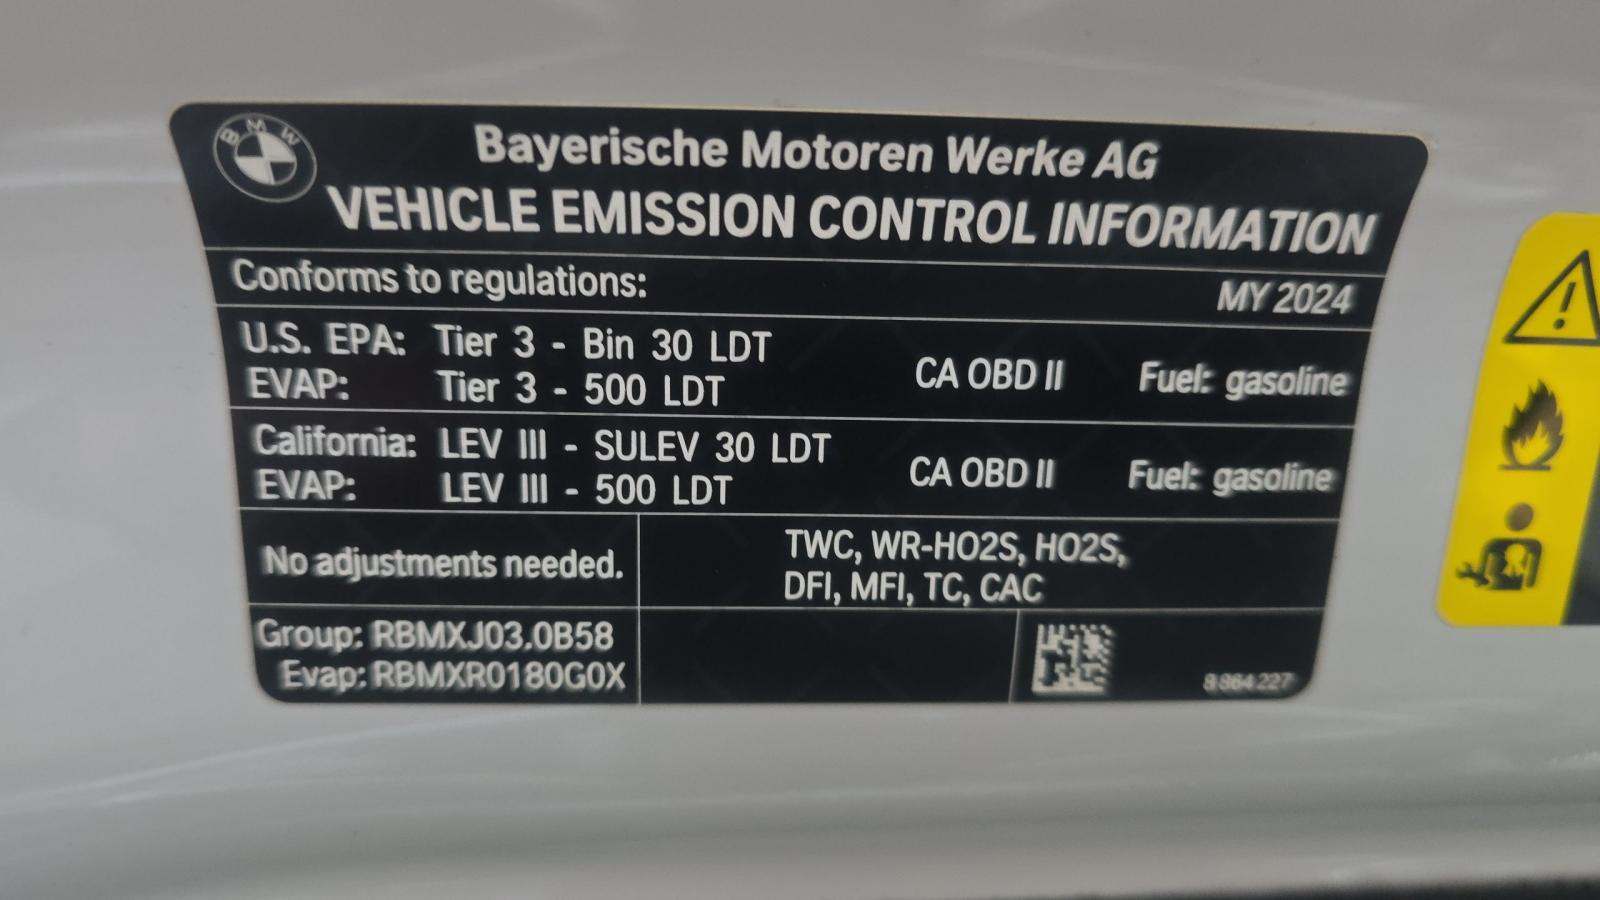 BMW
Bayerische Motoren Werke AG
VEHICLE EMISSION CONTROL INFORMATION
Conforms to regulations: MY 2024
U.S. EPA: Tier 3 - Bin 30 LDT CA OBD II Fuel: gasoline
EVAP: Tier 3 - 500 LDT
California: LEV III - SULEV 30 LDT CA OBD II Fuel: gasoline
EVAP: LEV III - 500 LDT
No adjustments needed.
TWC, WR-HO2S, HO2S,
DFI, MFI, TC, CAC
Group: RBMXJ03.0B58
Evap: RBMXR0180G0X
8 864 227